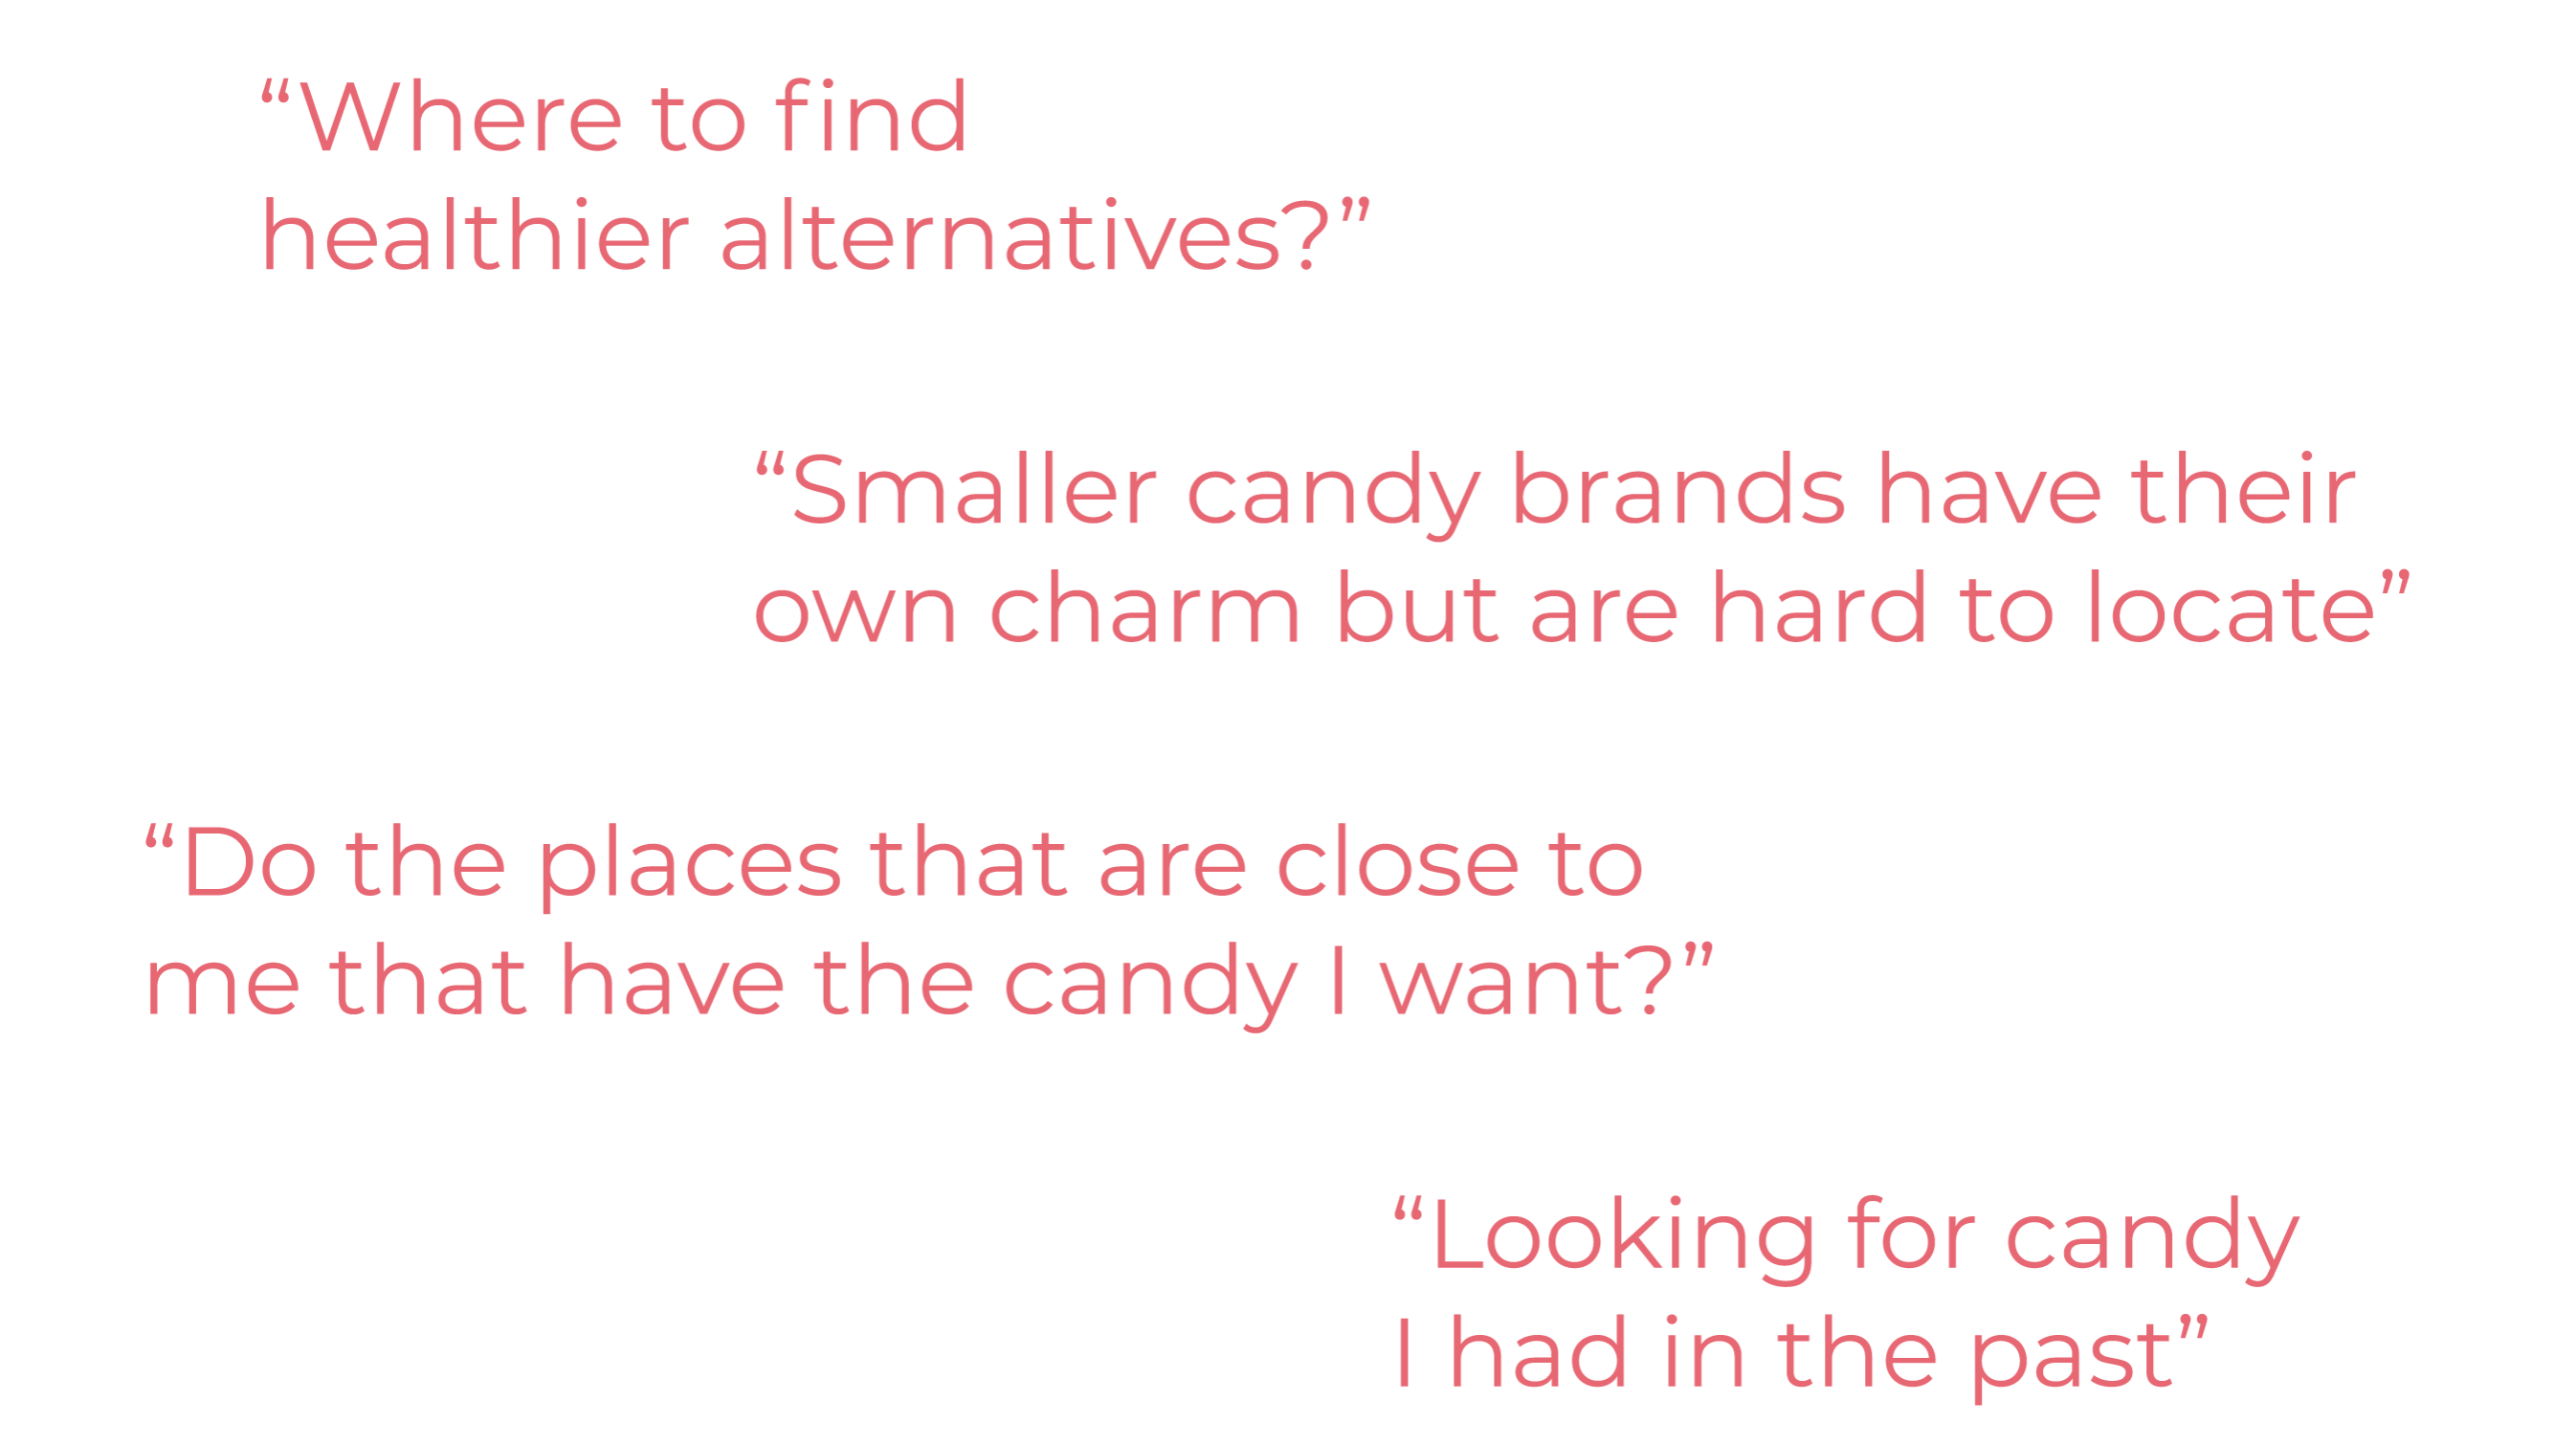 “Where to find
healthier alternatives?”
“Smaller candy brands have their
own charm but are hard to locate”
“Do the places that are close to
me that have the candy I want?”
“Looking for candy
I had in the past”